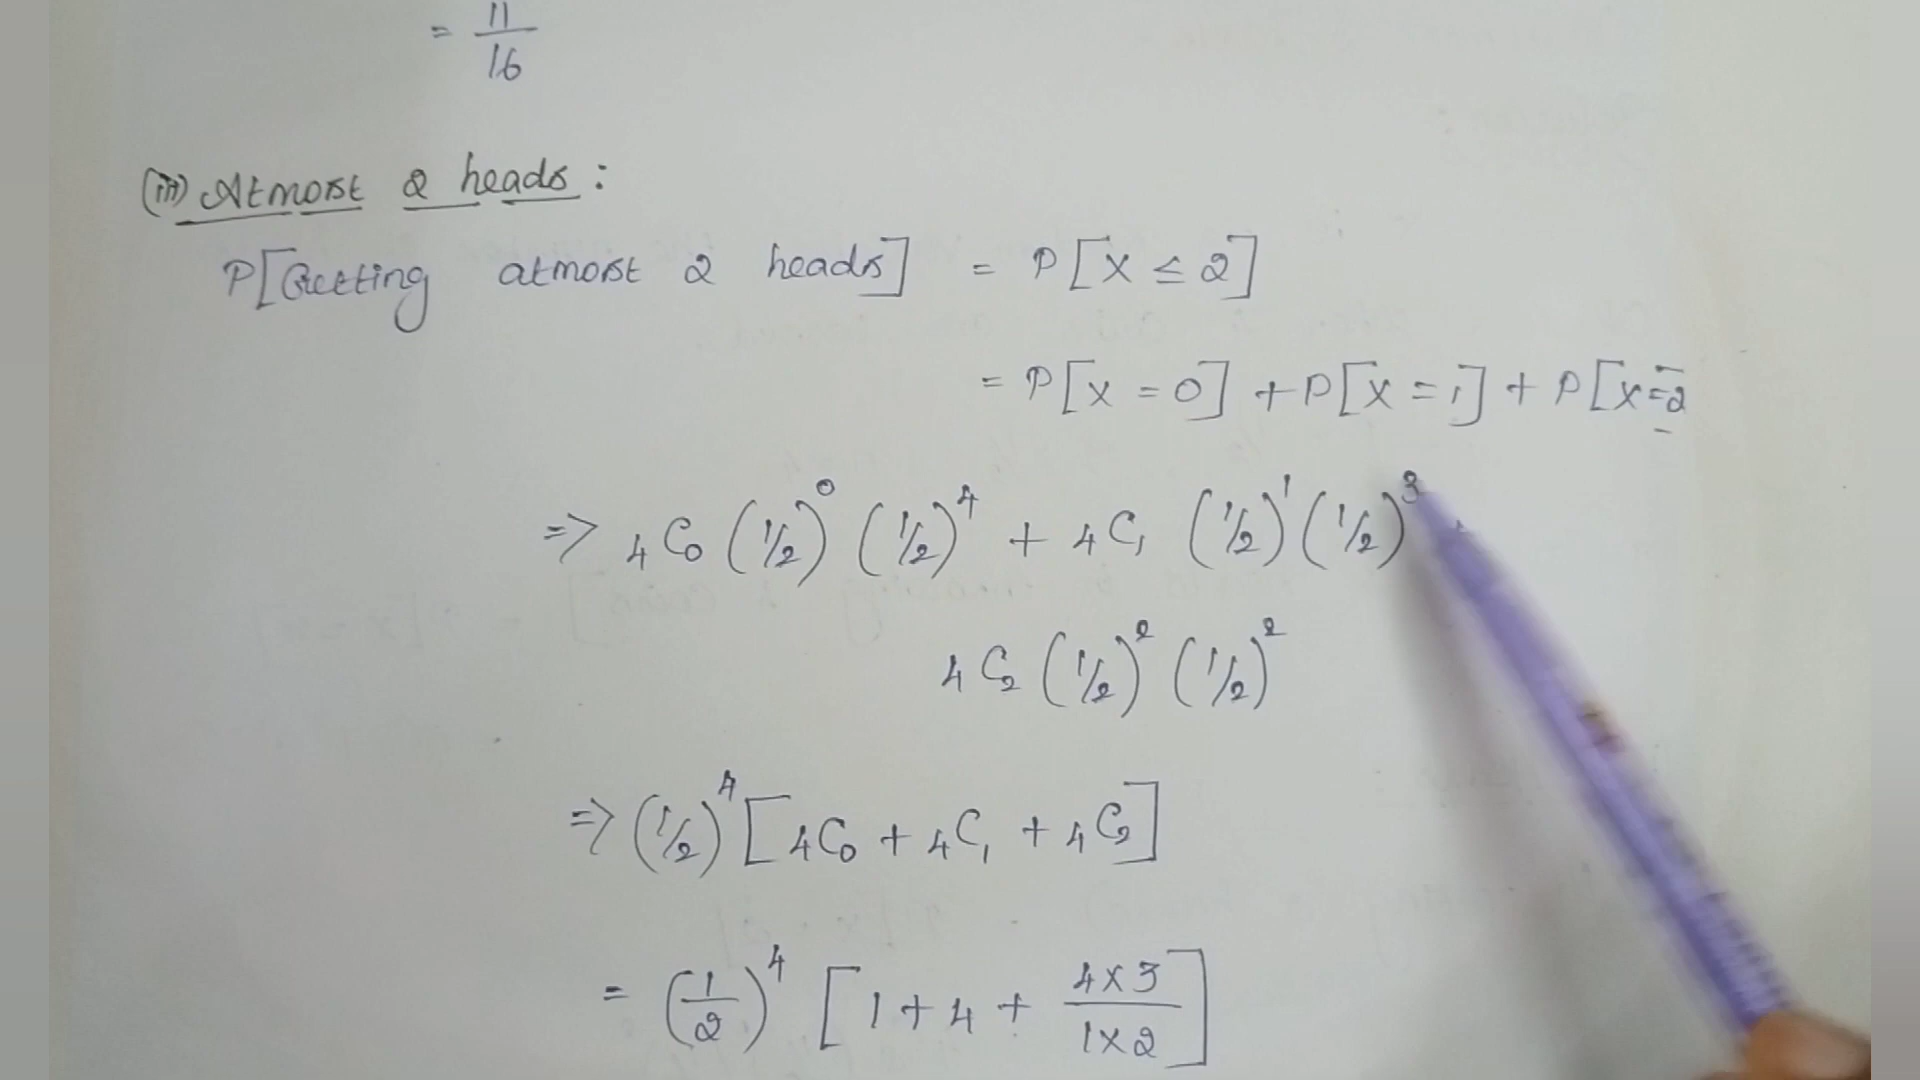 = 11/16
(iii) Atmost 2 heads :
P[Getting atmost 2 heads] = P[X ≤ 2]
= P[X = 0] + P[X = 1] + P[X = 2
=> 4C₀ (1/2)⁰ (1/2)⁴ + 4C₁ (1/2)¹ (1/2)³ +
4C₂ (1/2)² (1/2)²
=> (1/2)⁴ [4C₀ + 4C₁ + 4C₂]
= (1/2)⁴ [1 + 4 + 4×3/1×2]